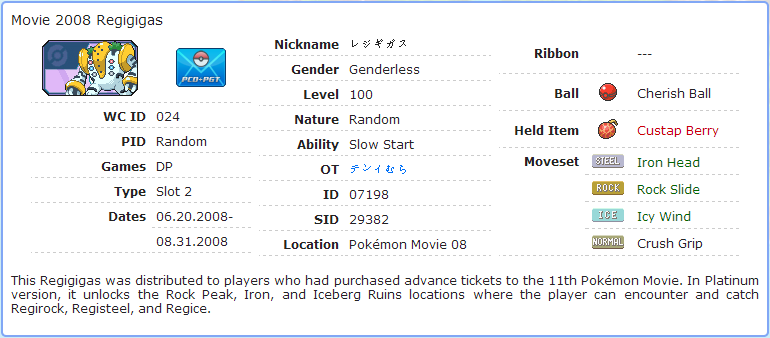 Movie 2008 Regigigas
PCD-PGT
WC ID 024
PID Random
Games DP
Type Slot 2
Dates 06.20.2008-
08.31.2008
Nickname レジギガス
Gender Genderless
Level 100
Nature Random
Ability Slow Start
OT テンイむら
ID 07198
SID 29382
Location Pokémon Movie 08
Ribbon ---
Ball Cherish Ball
Held Item Custap Berry
Moveset STEEL Iron Head
ROCK Rock Slide
ICE Icy Wind
NORMAL Crush Grip
This Regigigas was distributed to players who had purchased advance tickets to the 11th Pokémon Movie. In Platinum
version, it unlocks the Rock Peak, Iron, and Iceberg Ruins locations where the player can encounter and catch
Regirock, Registeel, and Regice.